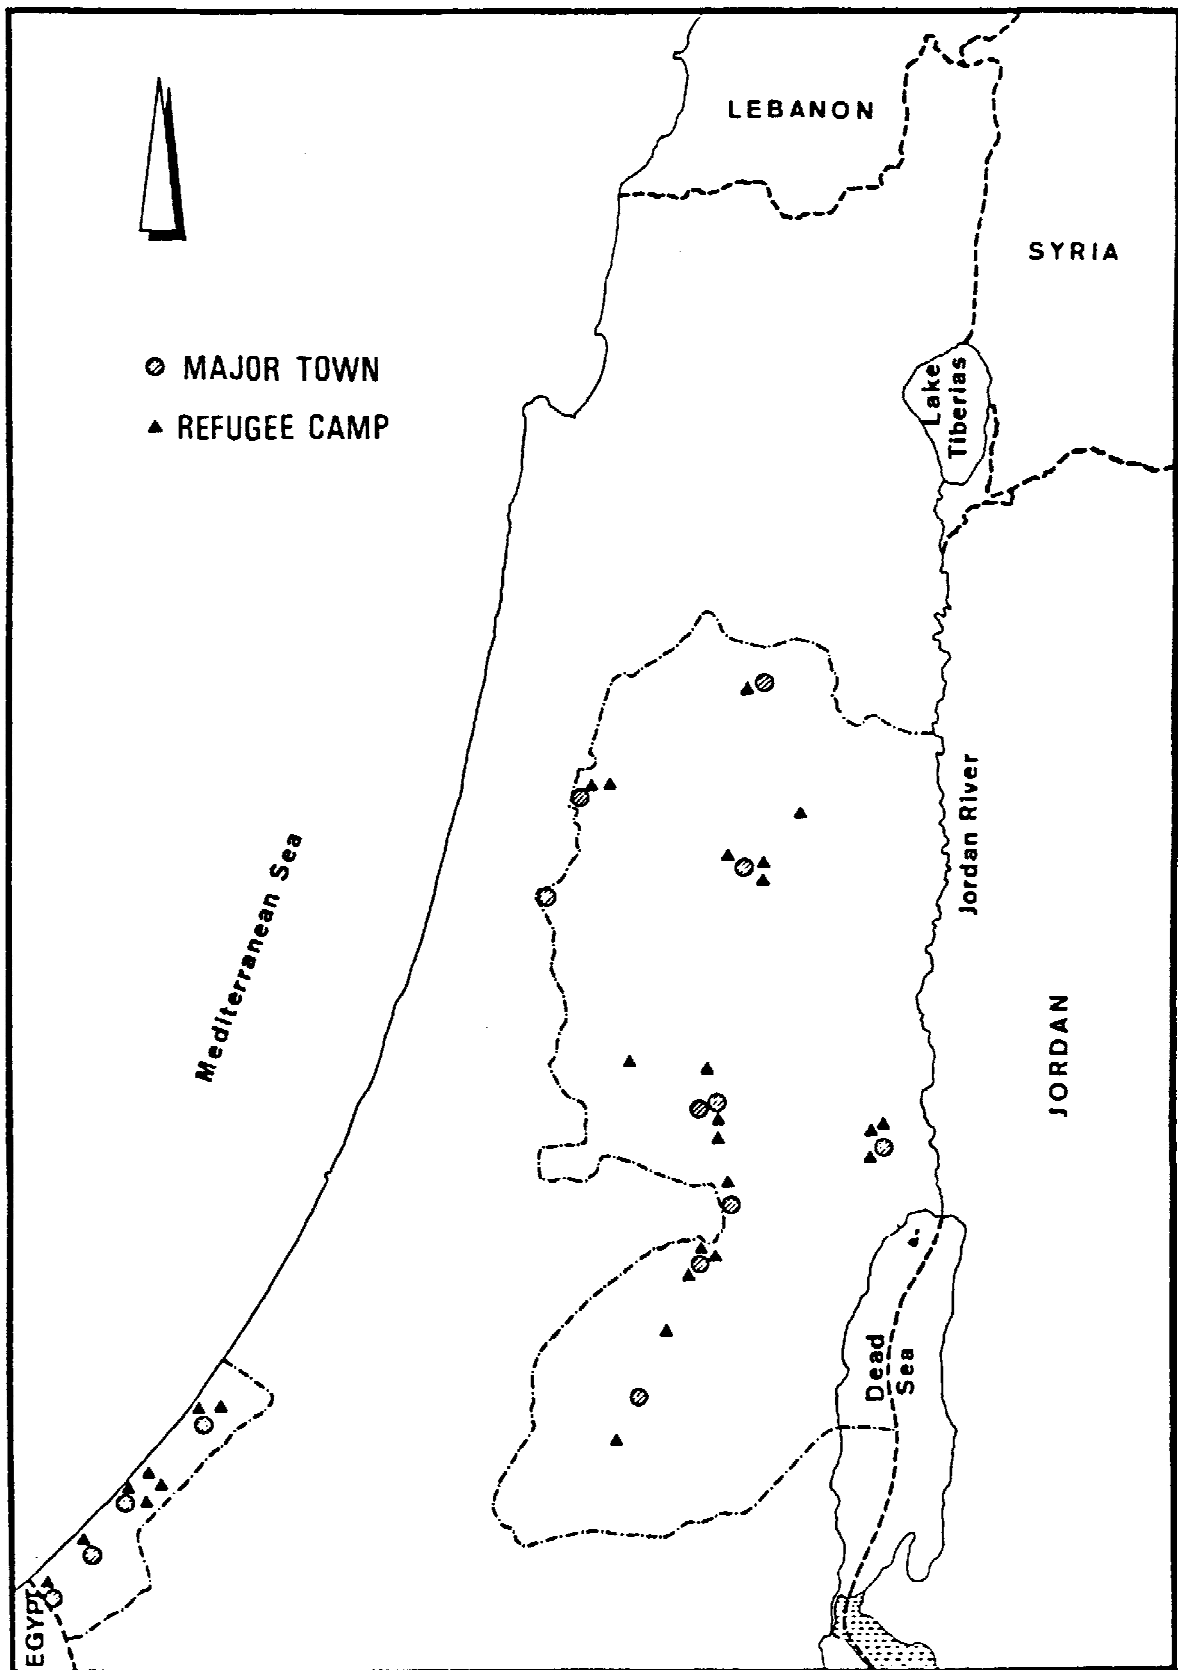 LEBANON
SYRIA
MAJOR TOWN
REFUGEE CAMP
Lake
Tiberias
Mediterranean Sea
Jordan River
JORDAN
Dead
Sea
EGYPT